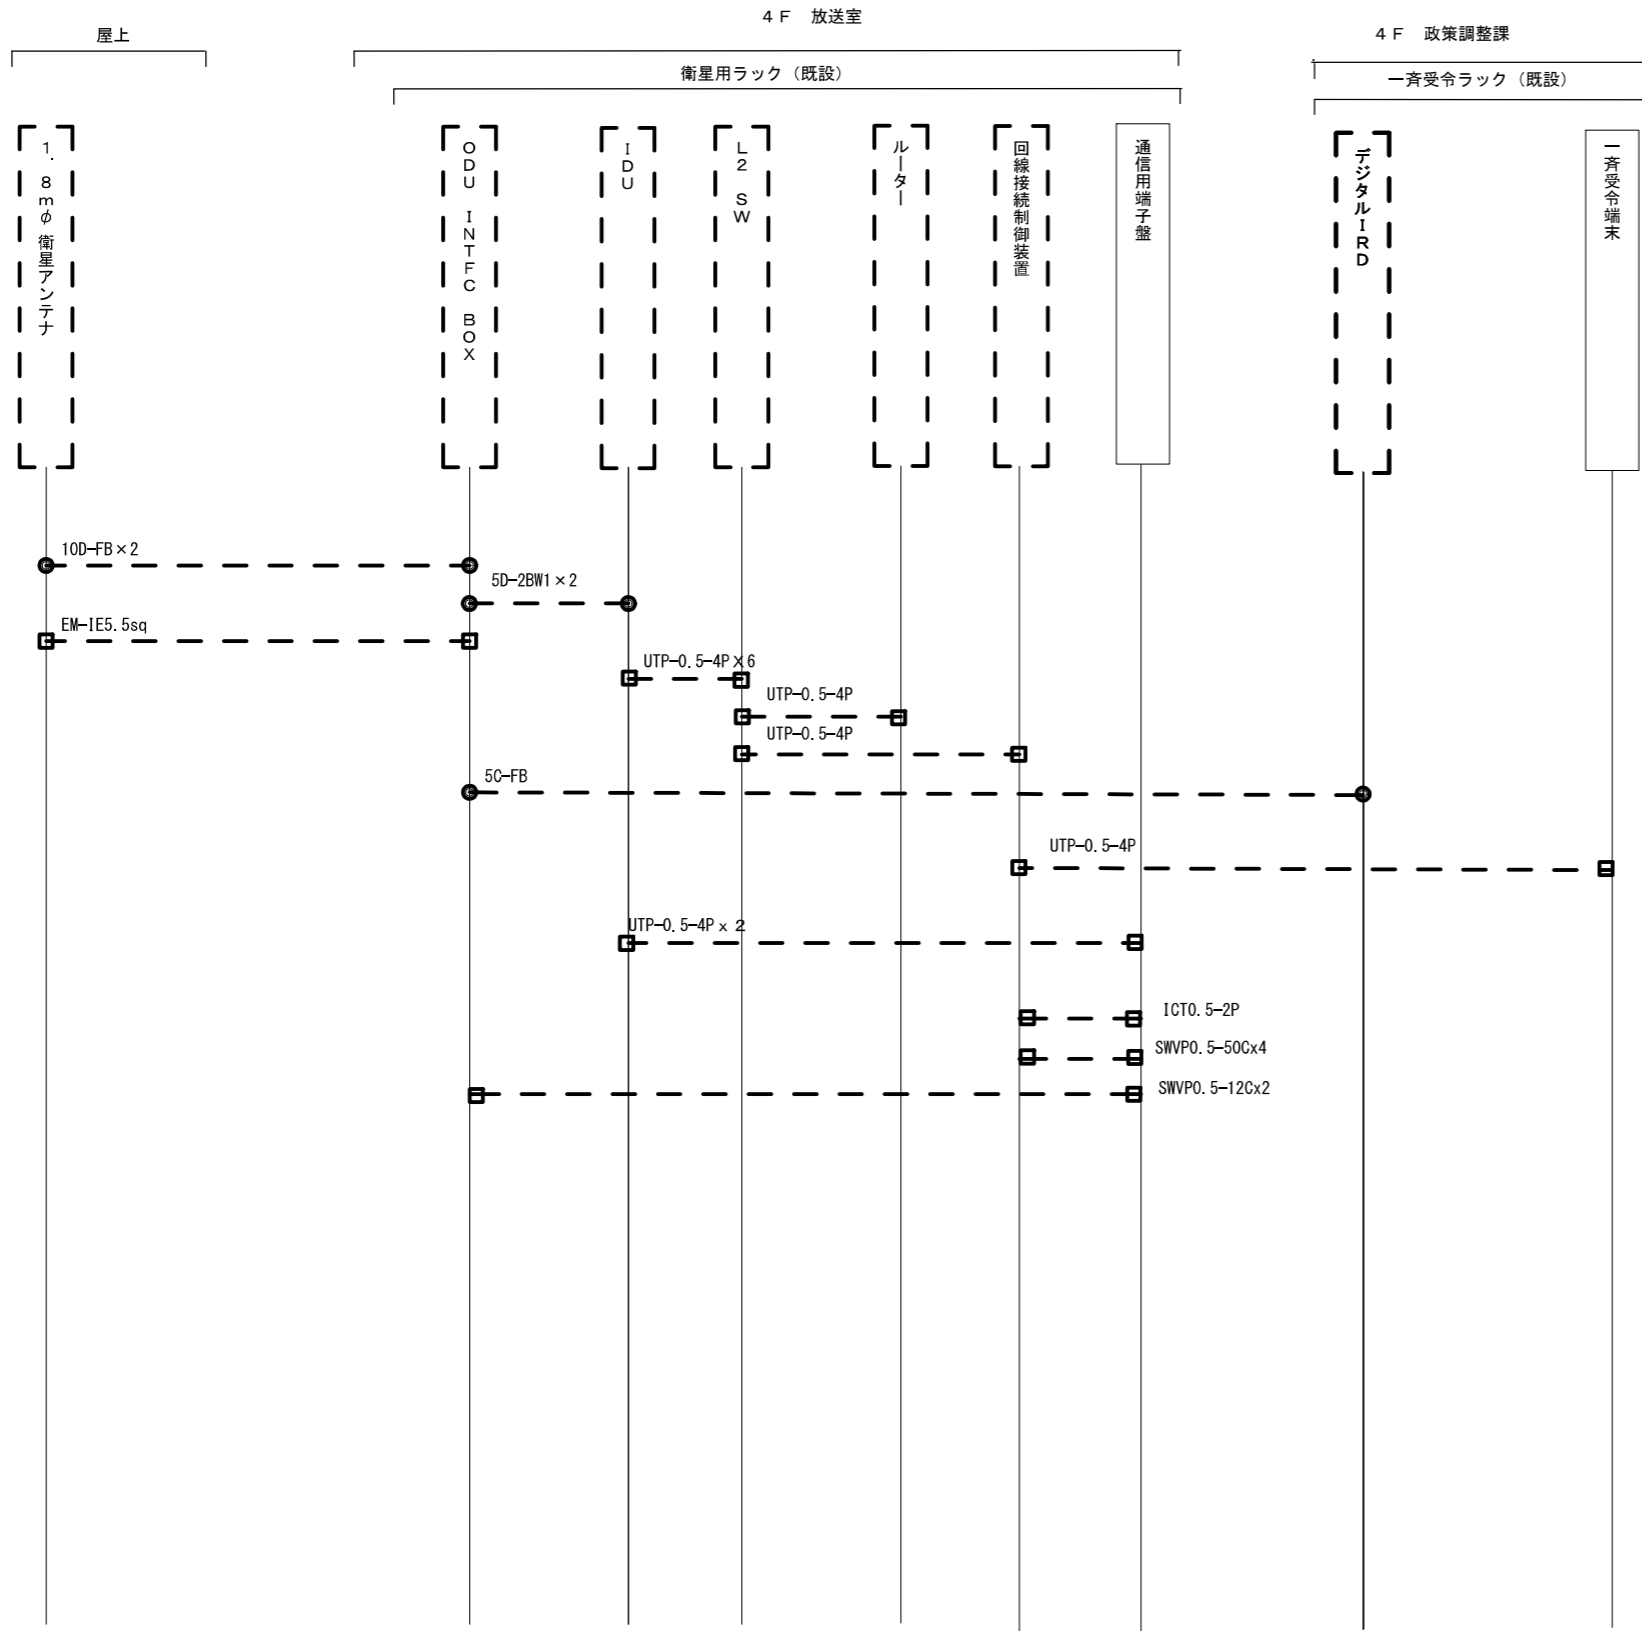 ４Ｆ　放送室
屋上
４Ｆ　政策調整課
衛星用ラック（既設）
一斉受令ラック（既設）
１．８ｍφ 衛星アンテナ
ＯＤＵ　ＩＮＴＦＣ　ＢＯＸ
ＩＤＵ
Ｌ２　ＳＷ
ルーター
回線接続制御装置
通信用端子盤
デジタルＩＲＤ
一斉受令端末
10D-FB×2
5D-2BW1×2
EM-IE5.5sq
UTP-0.5-4P×6
UTP-0.5-4P
UTP-0.5-4P
5C-FB
UTP-0.5-4P
UTP-0.5-4Pｘ２
ICT0.5-2P
SWVP0.5-50Cx4
SWVP0.5-12Cx2